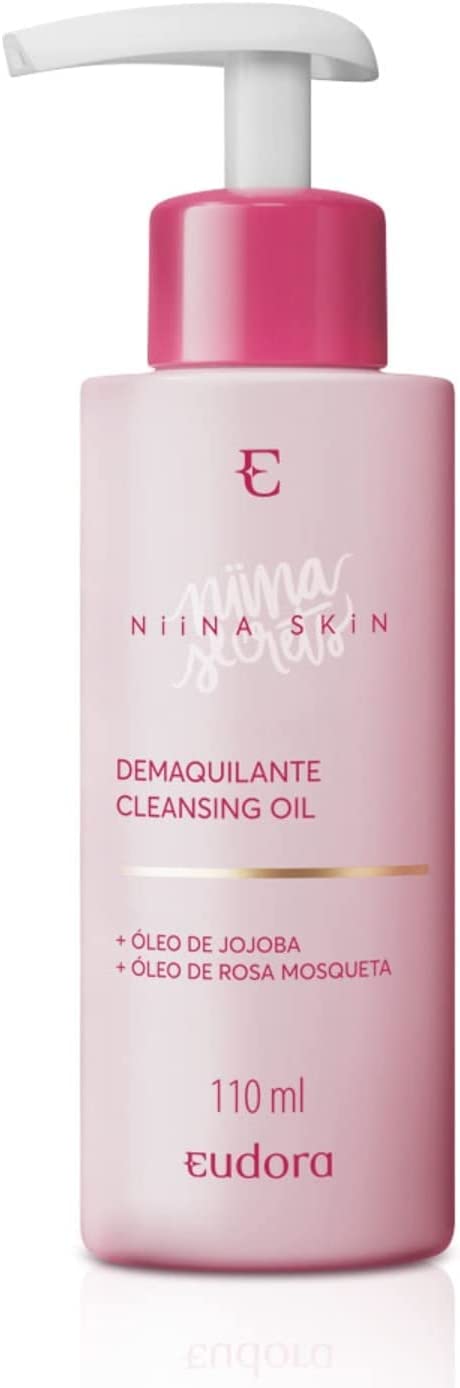 E
niina
NiiNA SKiN
secrets
DEMAQUILANTE
CLEANSING OIL
+ ÓLEO DE JOJOBA
+ ÓLEO DE ROSA MOSQUETA
110 ml
Eudora